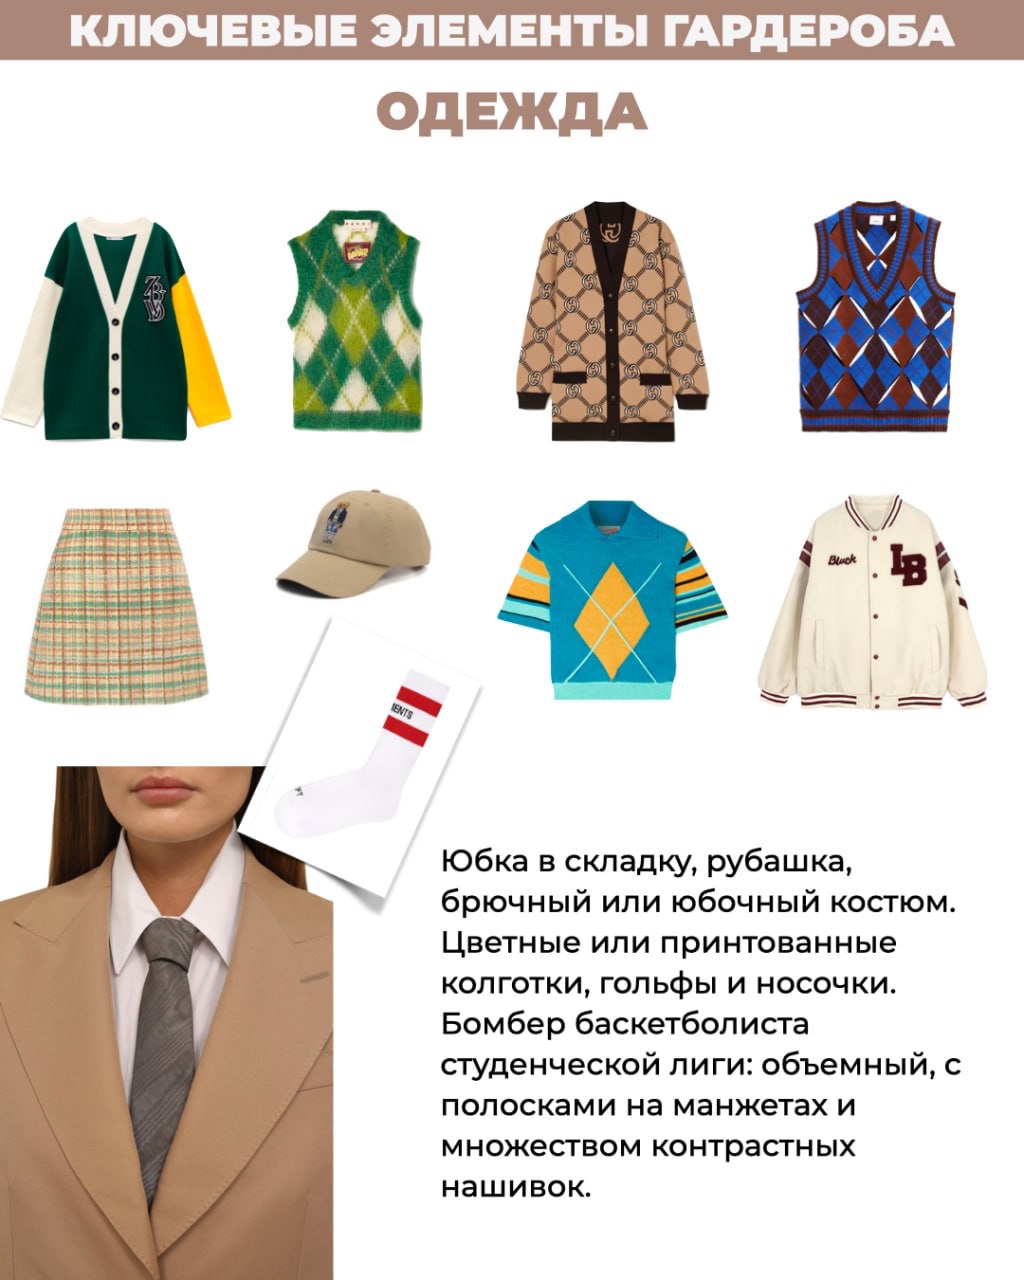 КЛЮЧЕВЫЕ ЭЛЕМЕНТЫ ГАРДЕРОБА
ОДЕЖДА
Bluck
LB
MENTS
Юбка в складку, рубашка,
брючный или юбочный костюм.
Цветные или принтованные
колготки, гольфы и носочки.
Бомбер баскетболиста
студенческой лиги: объемный, с
полосками на манжетах и
множеством контрастных
нашивок.